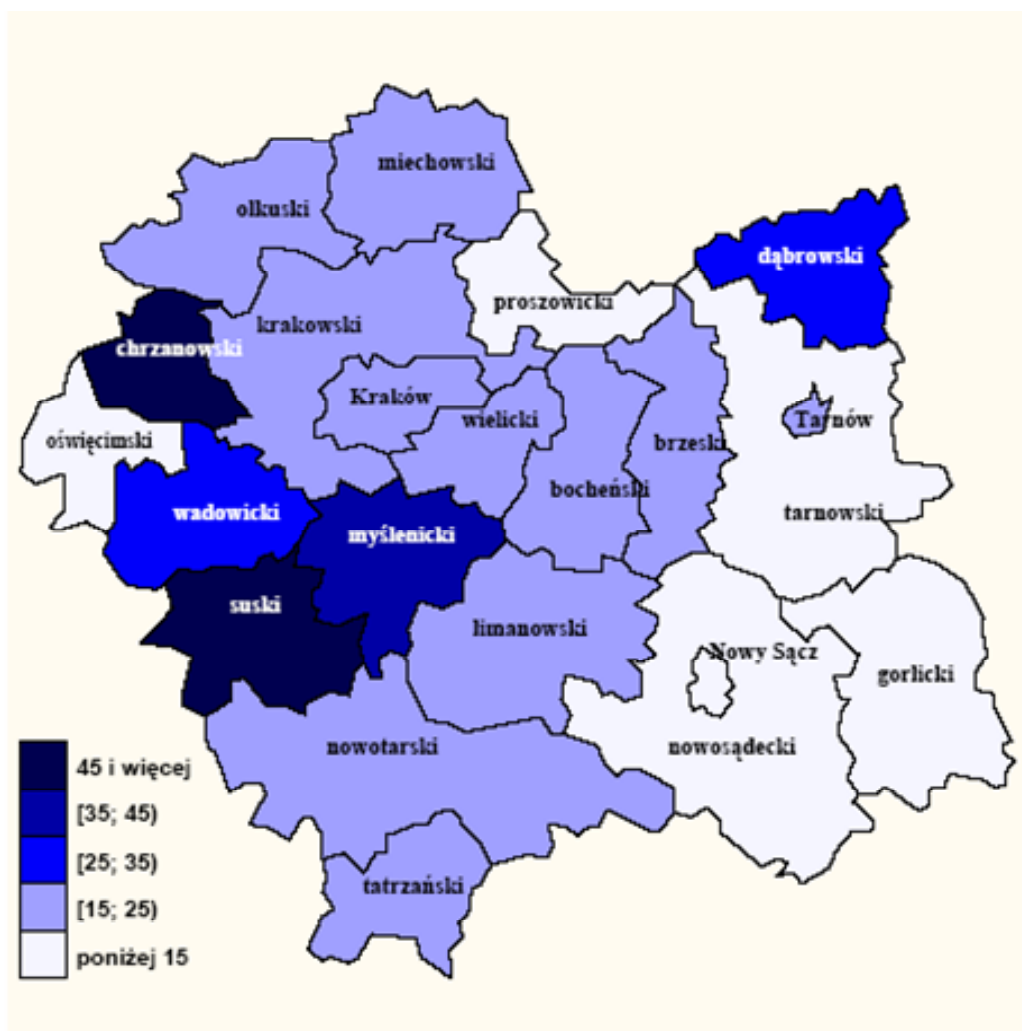 miechowski
olkuski
dąbrowski
proszowicki
krakowski
chrzanowski
Kraków
wielicki
Tarnów
oświęcimski
brzeski
bocheński
wadowicki
tarnowski
myślenicki
suski
limanowski
Nowy Sącz
gorlicki
nowotarski
nowosądecki
tatrzański
45 i więcej
[35; 45)
[25; 35)
[15; 25)
poniżej 15